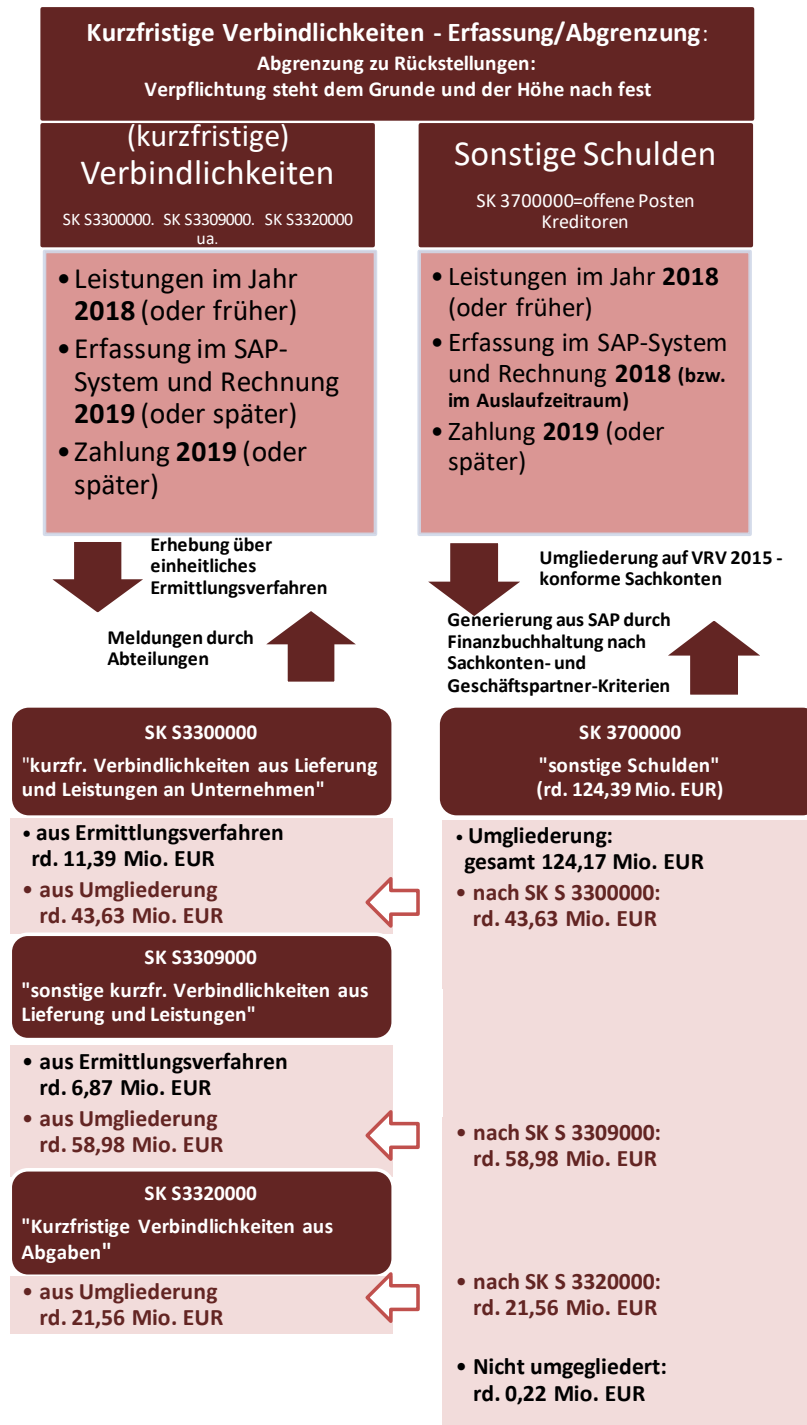 Kurzfristige Verbindlichkeiten - Erfassung/Abgrenzung:
Abgrenzung zu Rückstellungen:
Verpflichtung steht dem Grunde und der Höhe nach fest
(kurzfristige)
Verbindlichkeiten
SK S3300000. SK S3309000. SK S3320000
ua.
• Leistungen im Jahr
2018 (oder früher)
• Erfassung im SAP-
System und Rechnung
2019 (oder später)
• Zahlung 2019 (oder
später)
Sonstige Schulden
SK 3700000=offene Posten
Kreditoren
• Leistungen im Jahr 2018
(oder früher)
• Erfassung im SAP-System
und Rechnung 2018 (bzw.
im Auslaufzeitraum)
• Zahlung 2019 (oder
später)
Erhebung über
einheitliches
Ermittlungsverfahren
Meldungen durch
Abteilungen
Umgliederung auf VRV 2015 -
konforme Sachkonten
Generierung aus SAP durch
Finanzbuchhaltung nach
Sachkonten- und
Geschäftspartner-Kriterien
SK S3300000
"kurzfr. Verbindlichkeiten aus Lieferung
und Leistungen an Unternehmen"
• aus Ermittlungsverfahren
rd. 11,39 Mio. EUR
• aus Umgliederung
rd. 43,63 Mio. EUR
SK S3309000
"sonstige kurzfr. Verbindlichkeiten aus
Lieferung und Leistungen"
• aus Ermittlungsverfahren
rd. 6,87 Mio. EUR
• aus Umgliederung
rd. 58,98 Mio. EUR
SK S3320000
"Kurzfristige Verbindlichkeiten aus
Abgaben"
• aus Umgliederung
rd. 21,56 Mio. EUR
SK 3700000
"sonstige Schulden"
(rd. 124,39 Mio. EUR)
• Umgliederung:
gesamt 124,17 Mio. EUR
• nach SK S 3300000:
rd. 43,63 Mio. EUR
• nach SK S 3309000:
rd. 58,98 Mio. EUR
• nach SK S 3320000:
rd. 21,56 Mio. EUR
• Nicht umgegliedert:
rd. 0,22 Mio. EUR